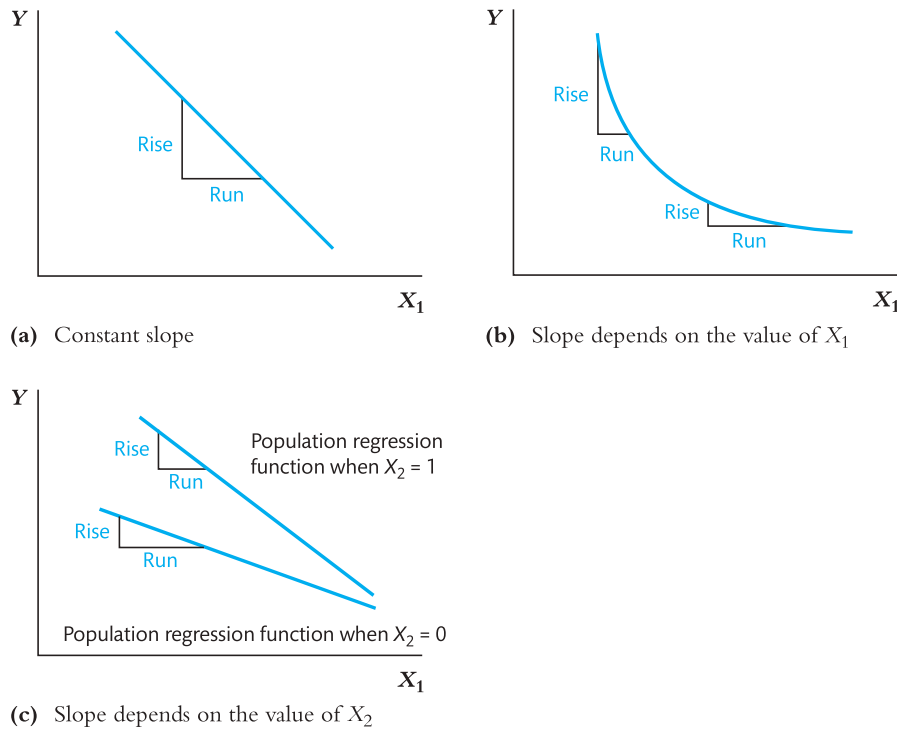 Y
Rise
Run
X1
(a) Constant slope
Y
Rise
Run
Rise
Run
X1
(b) Slope depends on the value of X1
Y
Rise
Run
Population regression
function when X2 = 1
Rise
Run
Population regression function when X2 = 0
X1
(c) Slope depends on the value of X2